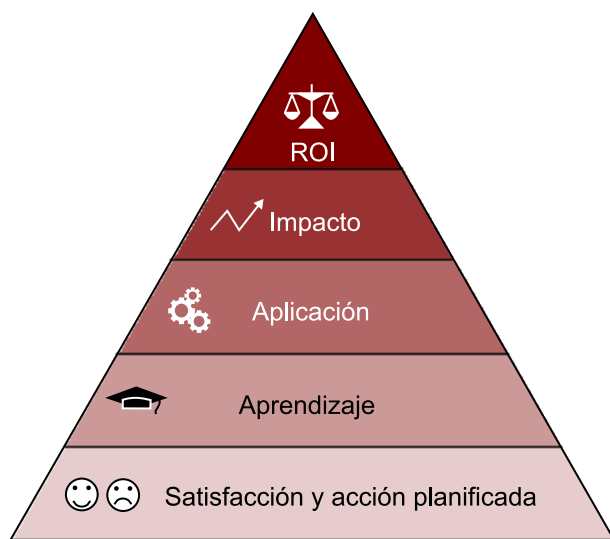 ROI
Impacto
Aplicación
Aprendizaje
Satisfacción y acción planificada